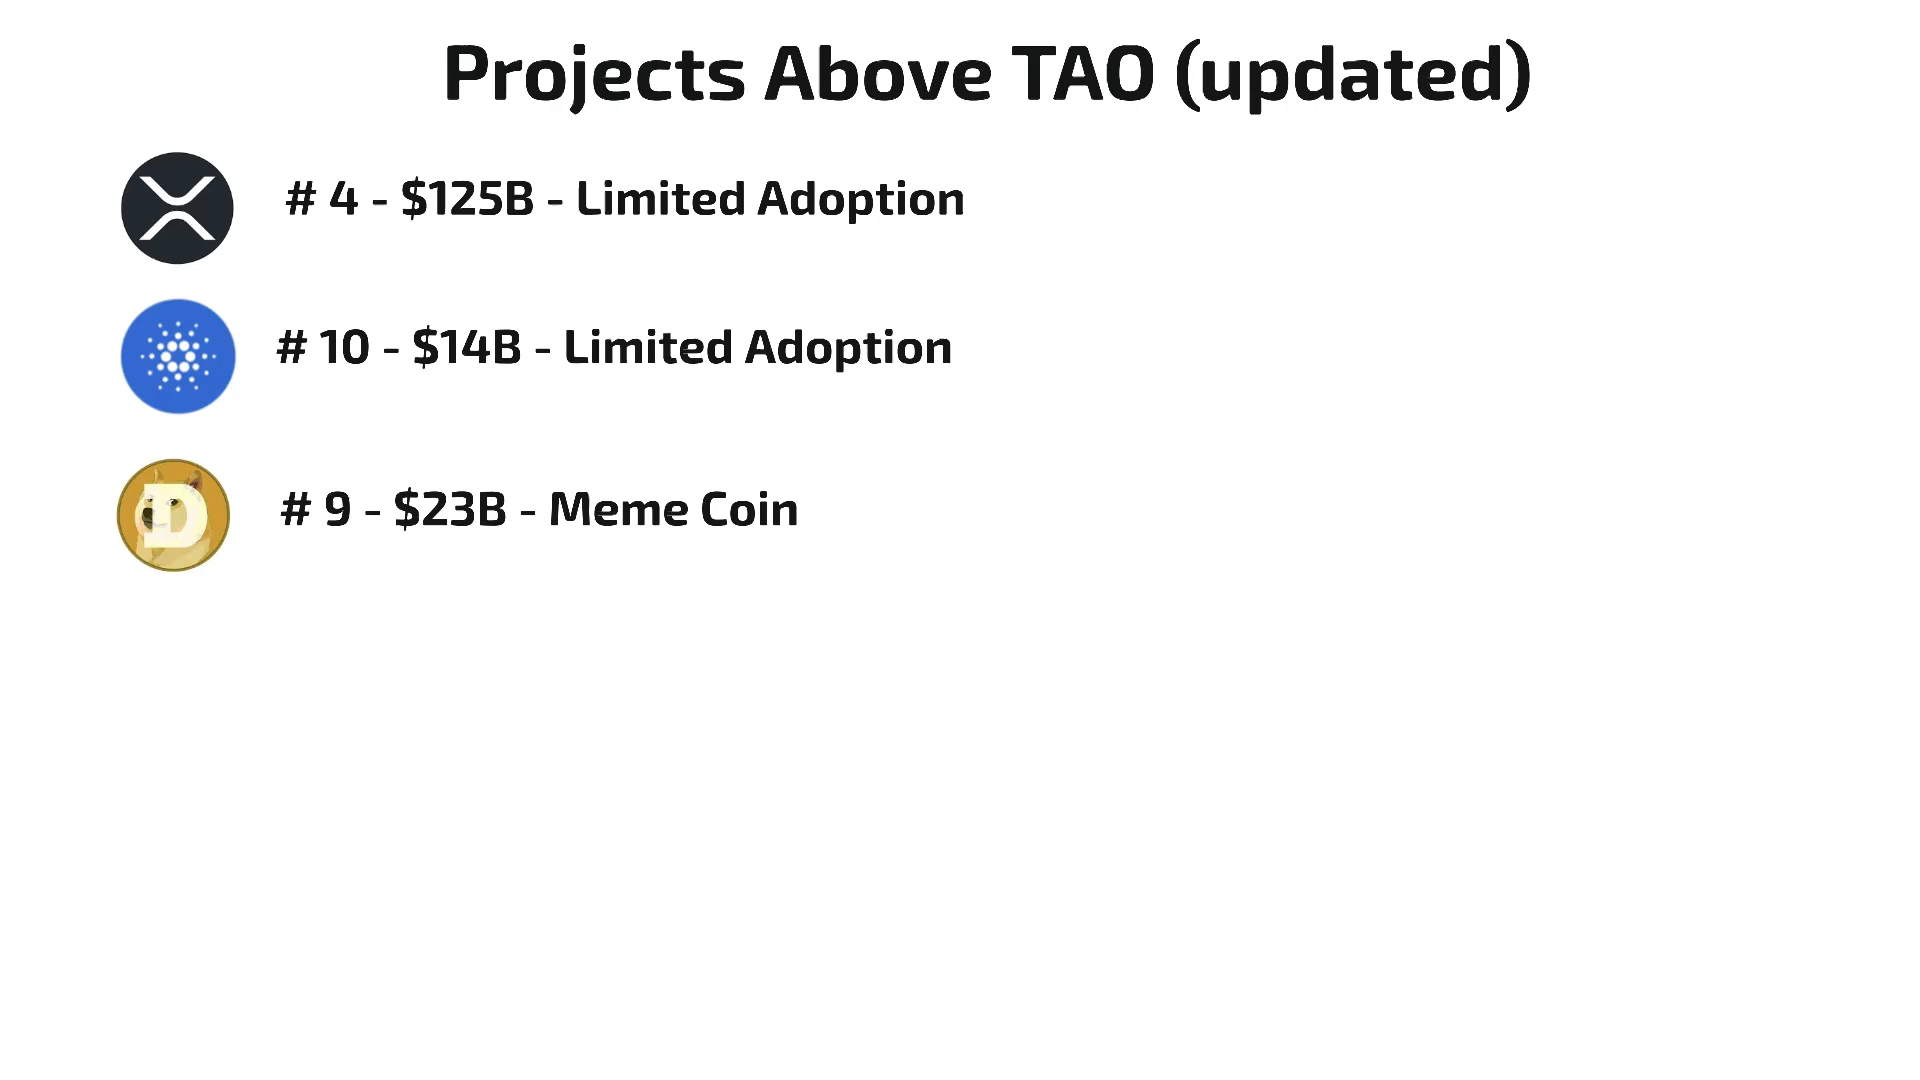 Projects Above TAO (updated)
# 4 - $125B - Limited Adoption
# 10 - $14B - Limited Adoption
D
# 9 - $23B - Meme Coin